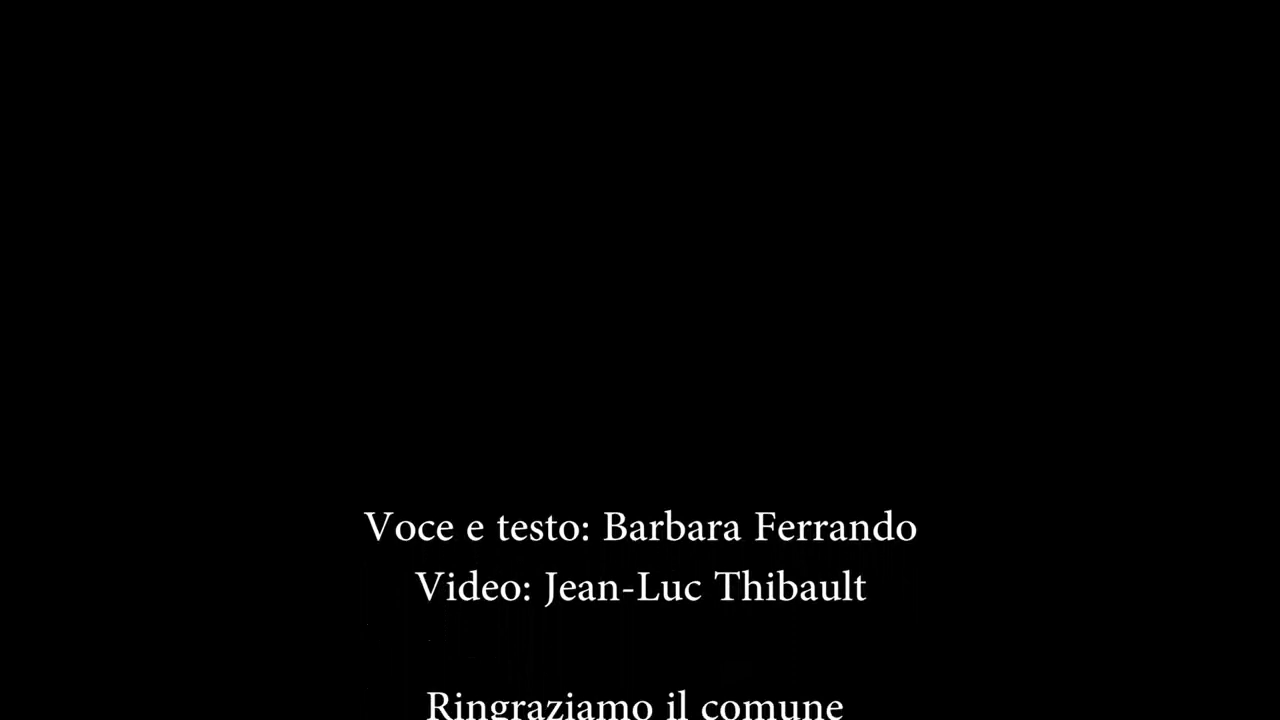 Voce e testo: Barbara Ferrando
Video: Jean-Luc Thibault
Ringraziamo il comune